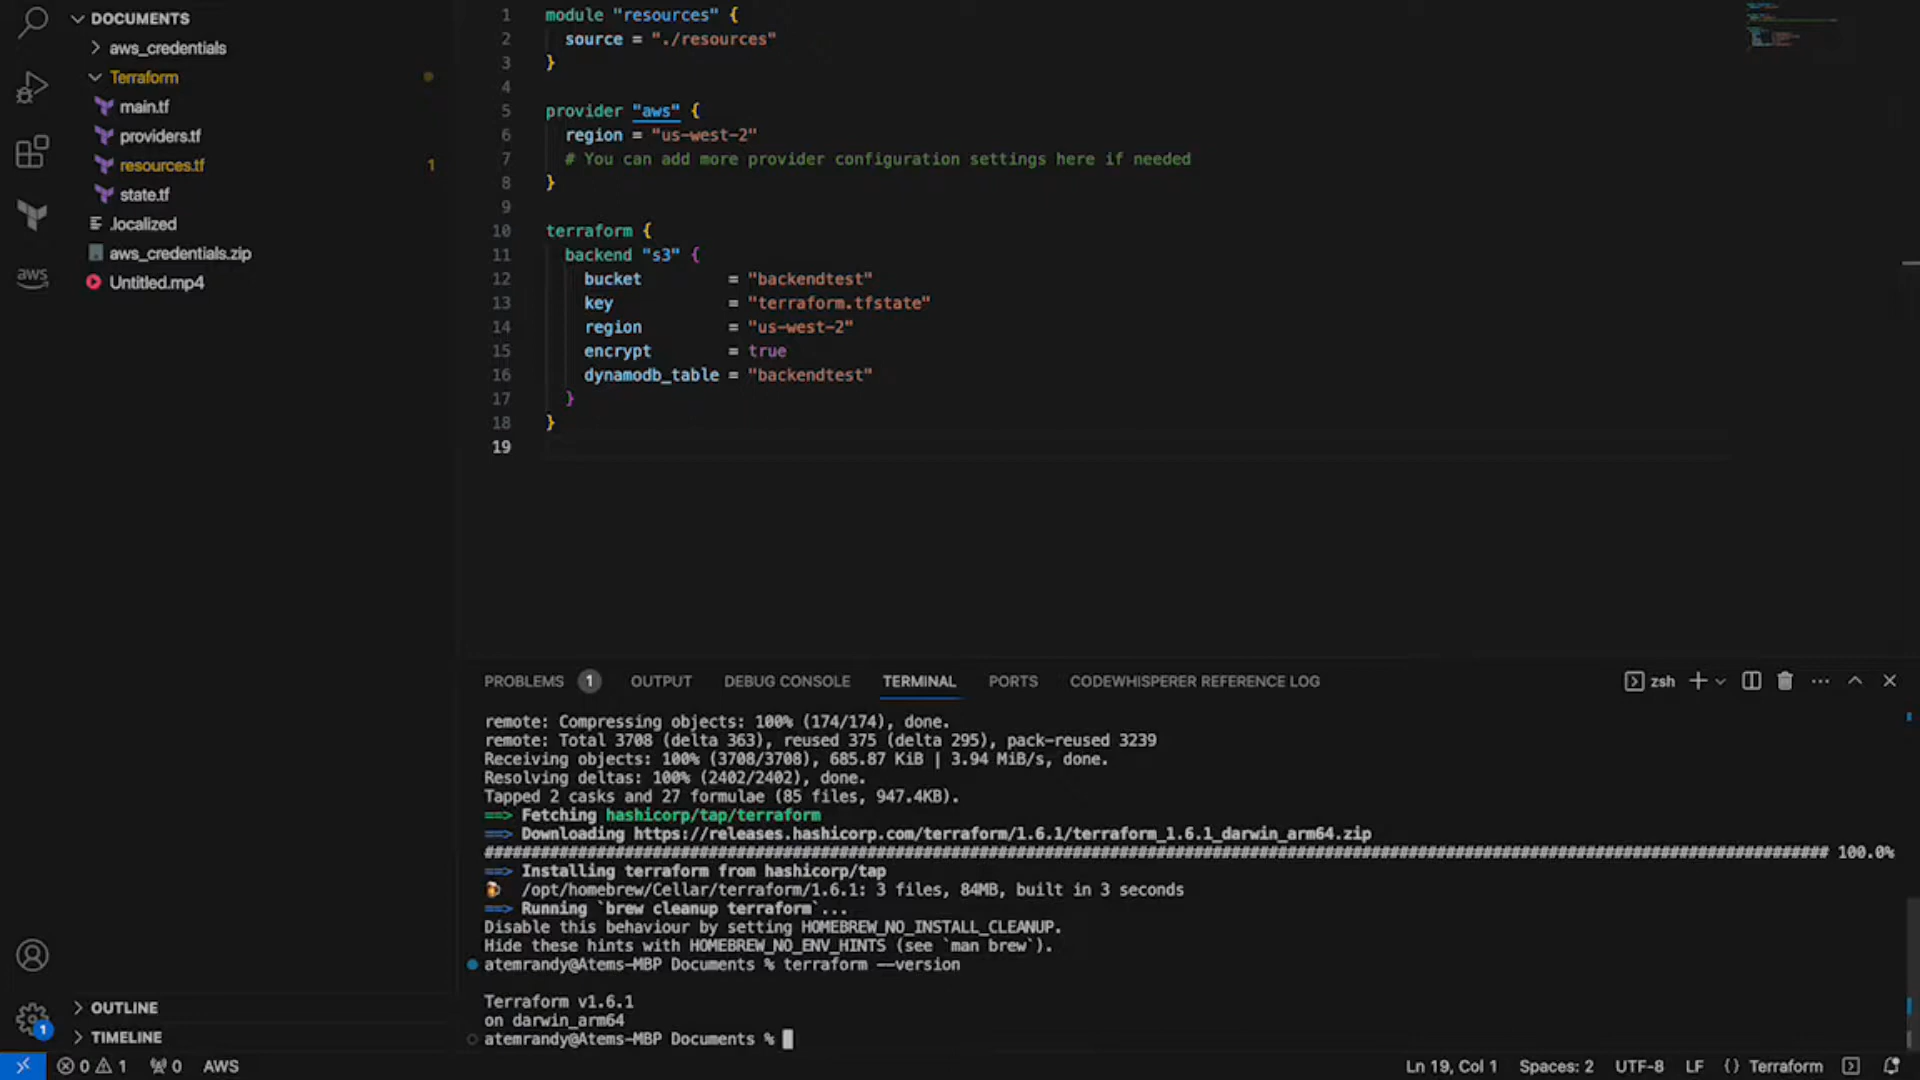 DOCUMENTS
aws_credentials
Terraform
main.tf
providers.tf
resources.tf 1
state.tf
.localized
aws_credentials.zip
Untitled.mp4
aws
OUTLINE
1
TIMELINE
1 module "resources" {
2 source = "./resources"
3 }
4
5 provider "aws" {
6 region = "us-west-2"
7 # You can add more provider configuration settings here if needed
8 }
9
10 terraform {
11 backend "s3" {
12 bucket = "backendtest"
13 key = "terraform.tfstate"
14 region = "us-west-2"
15 encrypt = true
16 dynamodb_table = "backendtest"
17 }
18 }
19
PROBLEMS 1 OUTPUT DEBUG CONSOLE TERMINAL PORTS CODEWHISPERER REFERENCE LOG zsh
remote: Compressing objects: 100% (174/174), done.
remote: Total 3708 (delta 363), reused 375 (delta 295), pack-reused 3239
Receiving objects: 100% (3708/3708), 685.87 KiB | 3.94 MiB/s, done.
Resolving deltas: 100% (2402/2402), done.
Tapped 2 casks and 27 formulae (85 files, 947.4KB).
==> Fetching hashicorp/tap/terraform
==> Downloading https://releases.hashicorp.com/terraform/1.6.1/terraform_1.6.1_darwin_arm64.zip
################################################################################################################################################ 100.0%
==> Installing terraform from hashicorp/tap
🍺 /opt/homebrew/Cellar/terraform/1.6.1: 3 files, 84MB, built in 3 seconds
==> Running `brew cleanup terraform`...
Disable this behaviour by setting HOMEBREW_NO_INSTALL_CLEANUP.
Hide these hints with HOMEBREW_NO_ENV_HINTS (see `man brew`).
atemrandy@Atems-MBP Documents % terraform --version
Terraform v1.6.1
on darwin_arm64
atemrandy@Atems-MBP Documents %
0 1 0 AWS Ln 19, Col 1 Spaces: 2 UTF-8 LF {} Terraform